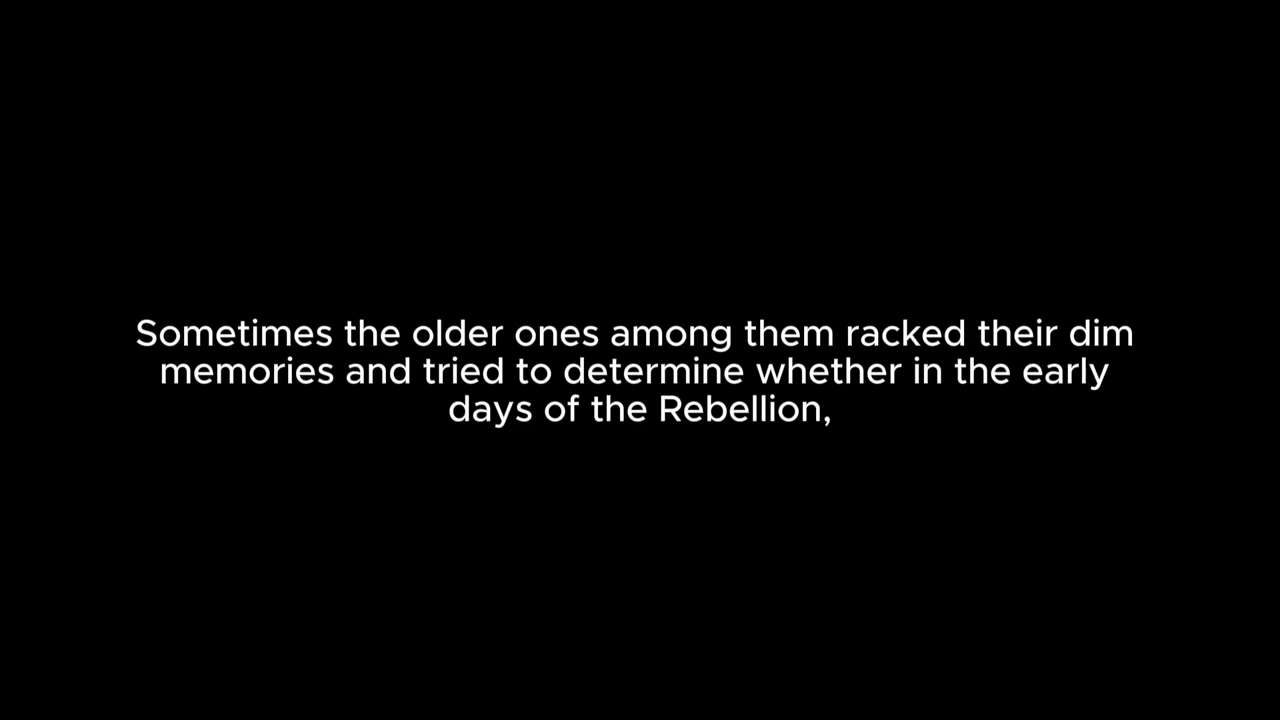 Sometimes the older ones among them racked their dim
memories and tried to determine whether in the early
days of the Rebellion,